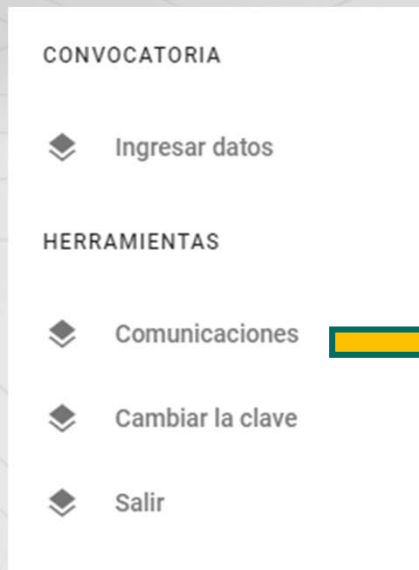 CONVOCATORIA
Ingresar datos
HERRAMIENTAS
Comunicaciones
Cambiar la clave
Salir